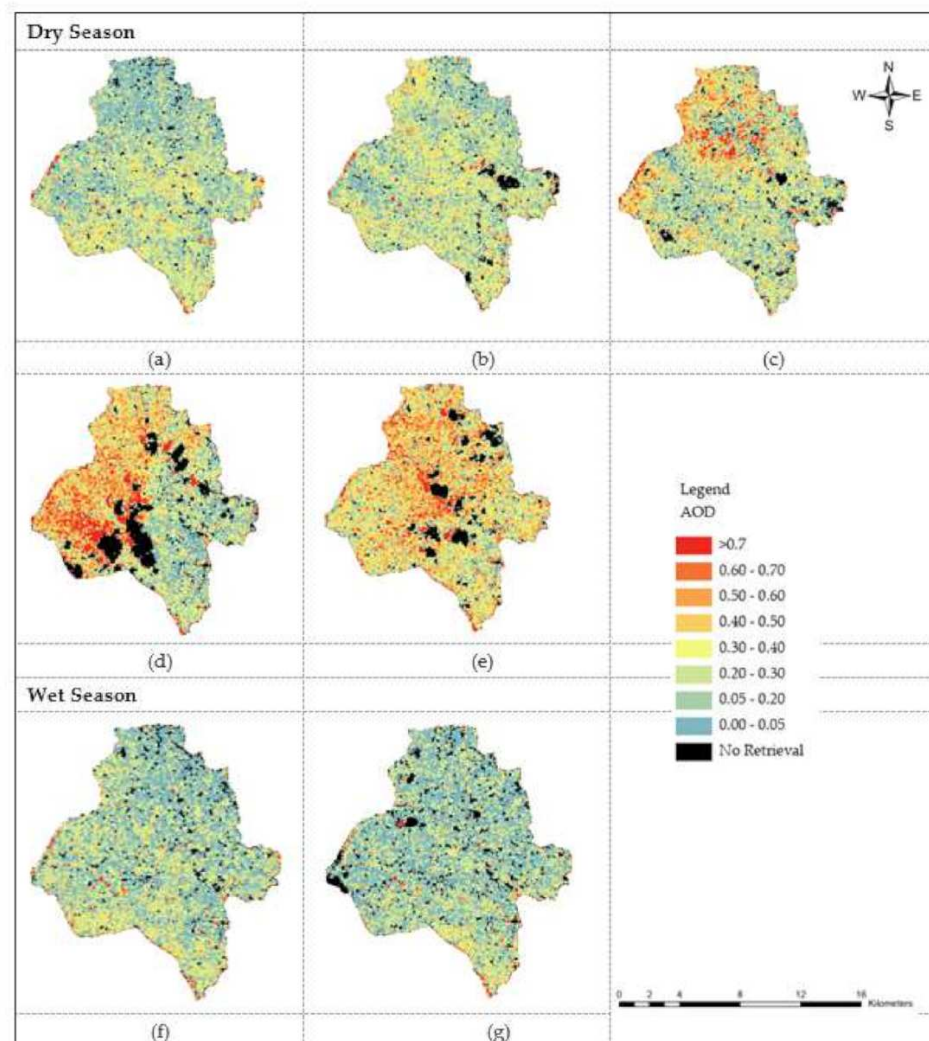 Dry Season
N
W E
S
(a) (b) (c)
(d) (e)
Legend
AOD
>0.7
0.60 - 0.70
0.50 - 0.60
0.40 - 0.50
0.30 - 0.40
0.20 - 0.30
0.05 - 0.20
0.00 - 0.05
No Retrieval
Wet Season
0 2 4 8 12 16
Kilometers
(f) (g)